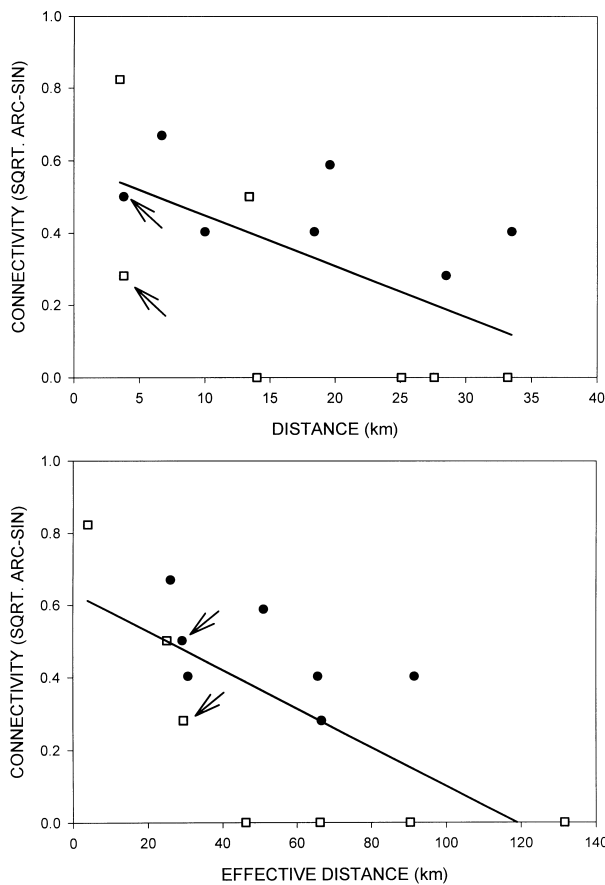 1.0
0.8
0.6
0.4
0.2
0.0
CONNECTIVITY (SQRT. ARC-SIN)
0 5 10 15 20 25 30 35 40
DISTANCE (km)
1.0
0.8
0.6
0.4
0.2
0.0
CONNECTIVITY (SQRT. ARC-SIN)
0 20 40 60 80 100 120 140
EFFECTIVE DISTANCE (km)